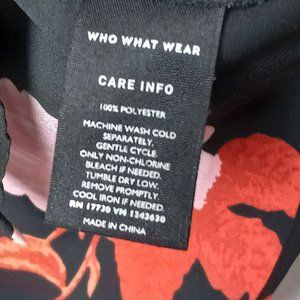 WHO WHAT WEAR
CARE INFO
100% POLYESTER
MACHINE WASH COLD
SEPARATELY.
GENTLE CYCLE.
ONLY NON-CHLORINE
BLEACH IF NEEDED.
TUMBLE DRY LOW.
REMOVE PROMPTLY.
COOL IRON IF NEEDED.
RN 17730 VN 1243630
MADE IN CHINA